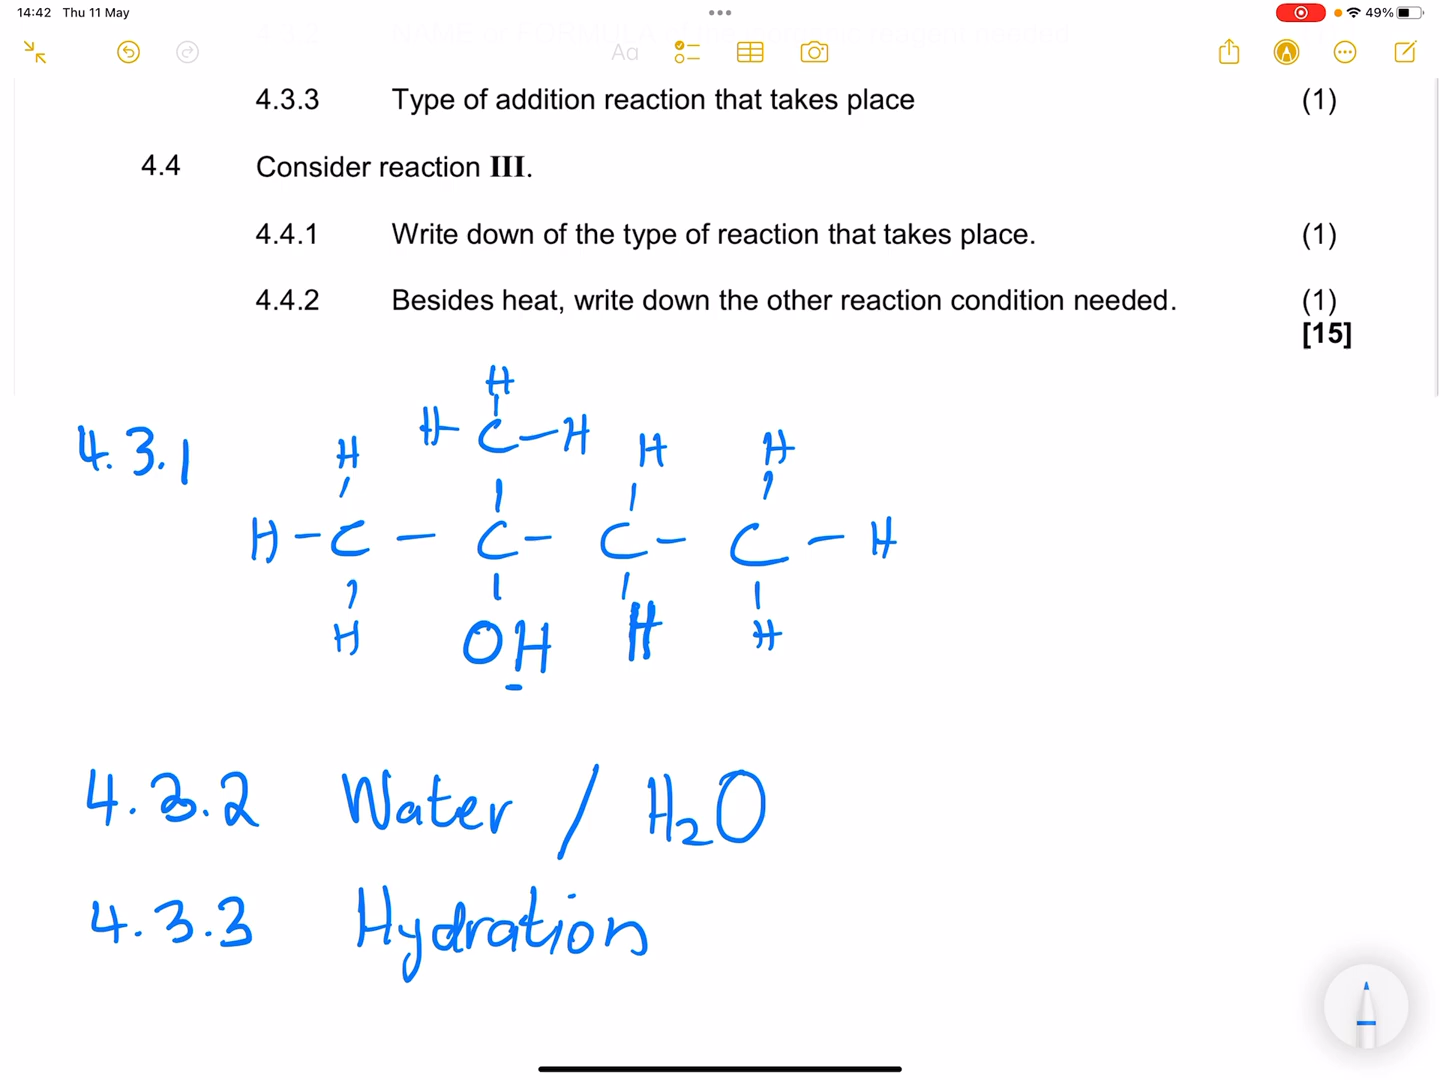 14:42 Thu 11 May 49%
Aa
4.3.3 Type of addition reaction that takes place (1)
4.4 Consider reaction III.
4.4.1 Write down of the type of reaction that takes place. (1)
4.4.2 Besides heat, write down the other reaction condition needed. (1)
[15]
H
4.3.1 H H C H H H
H C C C C H
H OH H H
4.3.2 Water / H₂O
4.3.3 Hydration